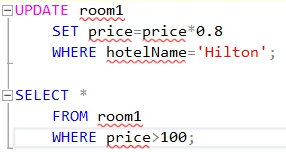 UPDATE room1
SET price=price*0.8
WHERE hotelName='Hilton';
SELECT *
FROM room1
WHERE price>100;